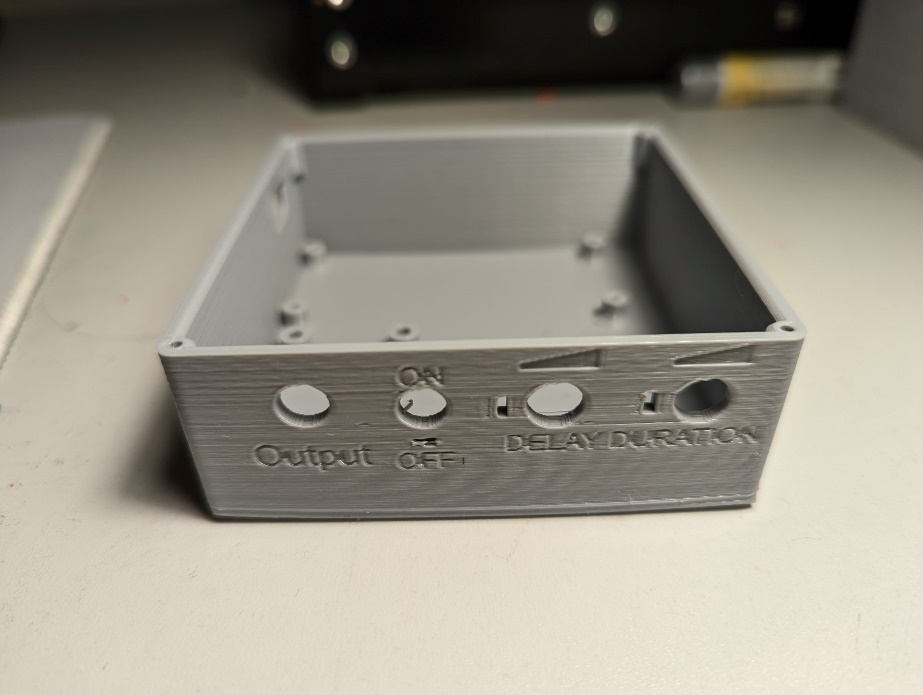 ON
Output
OFF
DELAY DURATION